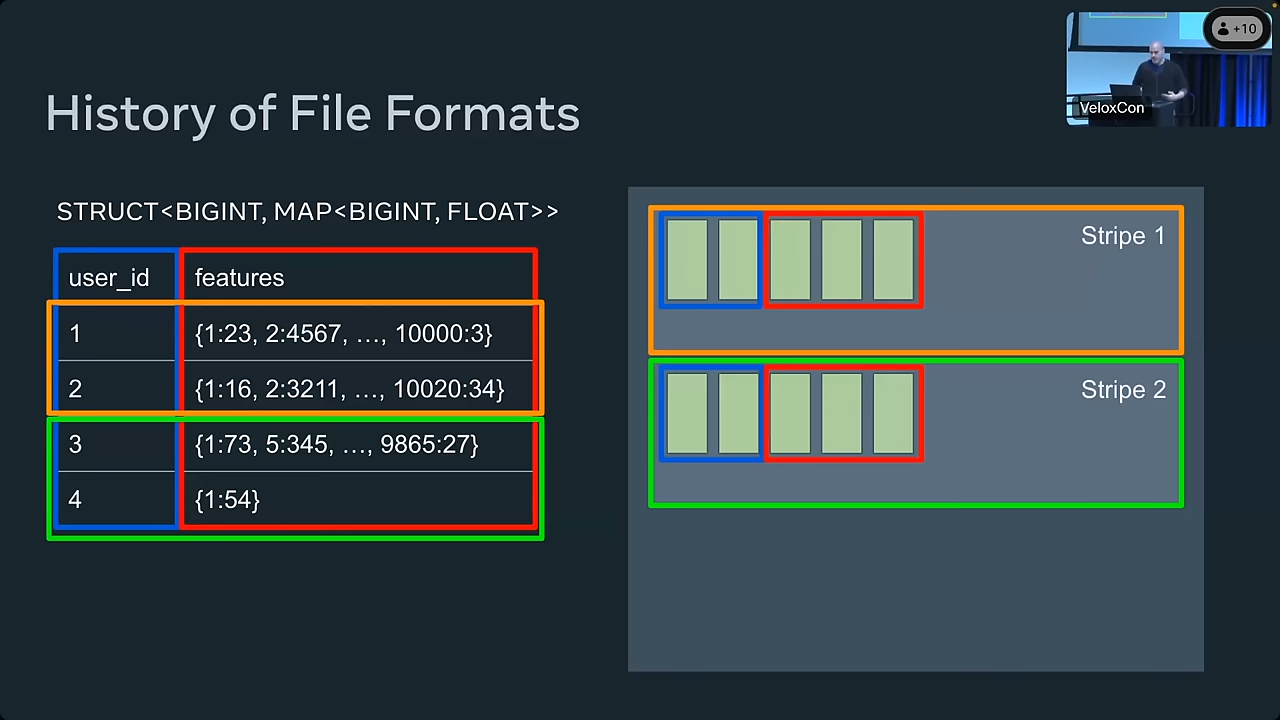 +10
VeloxCon
History of File Formats
STRUCT<BIGINT, MAP<BIGINT, FLOAT>>
user_id features
1 {1:23, 2:4567, ..., 10000:3}
2 {1:16, 2:3211, ..., 10020:34}
3 {1:73, 5:345, ..., 9865:27}
4 {1:54}
Stripe 1
Stripe 2